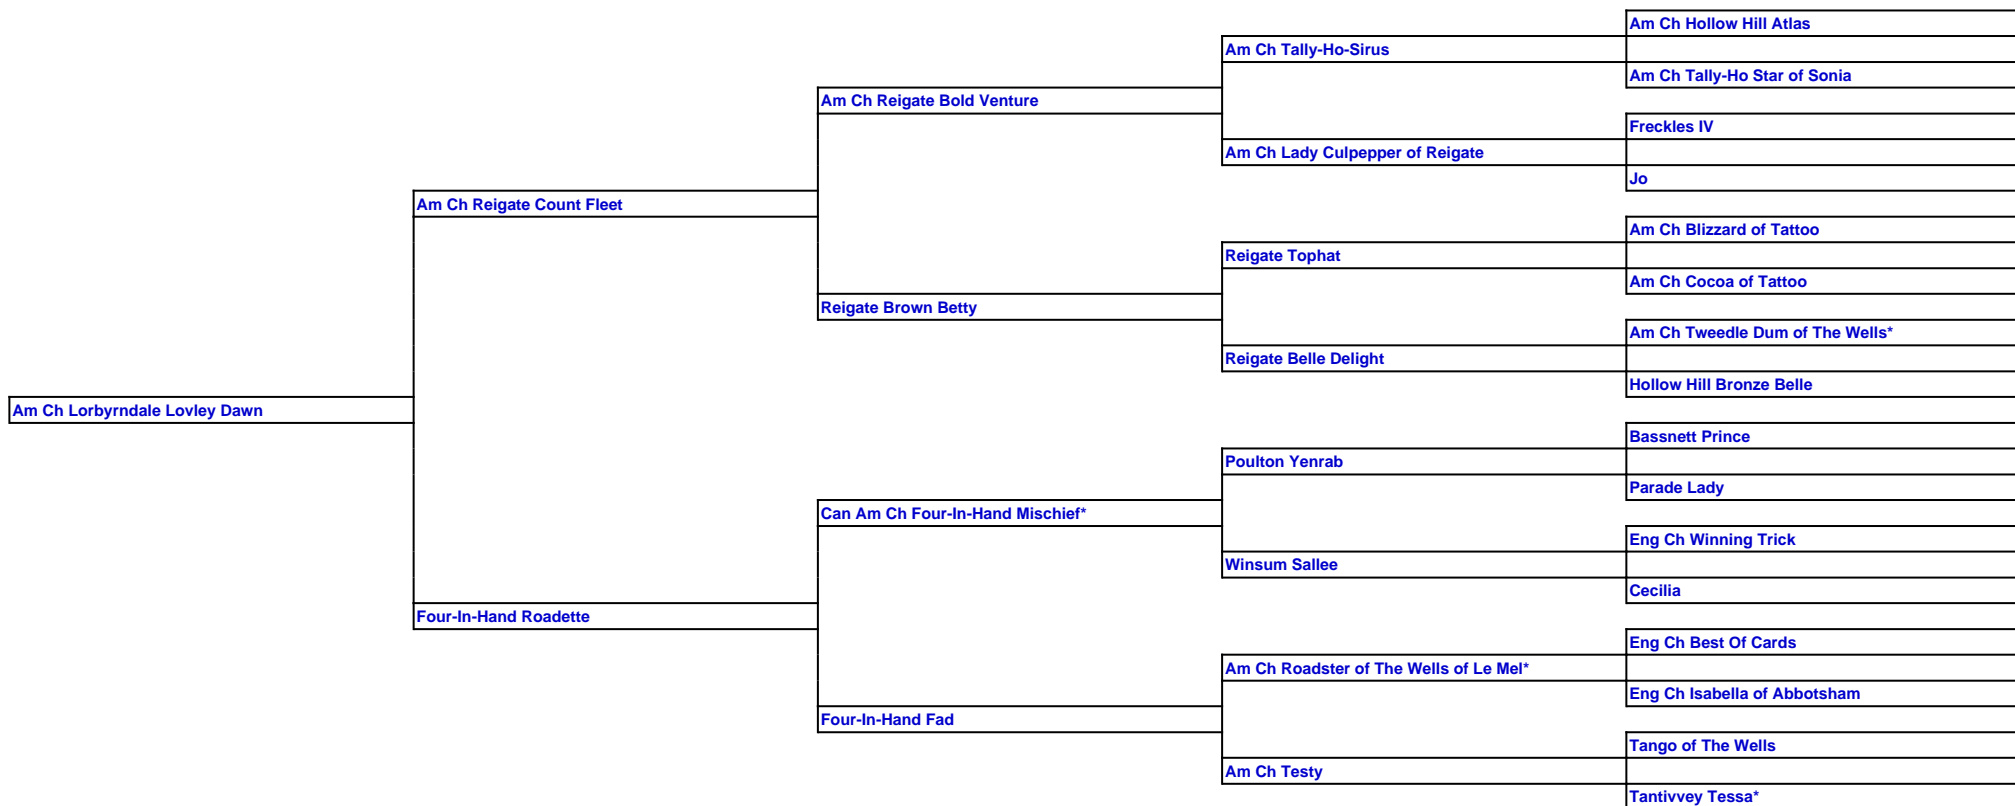 Am Ch Hollow Hill Atlas
Am Ch Tally-Ho-Sirus
Am Ch Tally-Ho Star of Sonia
Am Ch Reigate Bold Venture
Freckles IV
Am Ch Lady Culpepper of Reigate
Jo
Am Ch Reigate Count Fleet
Am Ch Blizzard of Tattoo
Reigate Tophat
Am Ch Cocoa of Tattoo
Reigate Brown Betty
Am Ch Tweedle Dum of The Wells*
Reigate Belle Delight
Hollow Hill Bronze Belle
Am Ch Lorbyrndale Lovley Dawn
Bassnett Prince
Poulton Yenrab
Parade Lady
Can Am Ch Four-In-Hand Mischief*
Eng Ch Winning Trick
Winsum Sallee
Cecilia
Four-In-Hand Roadette
Eng Ch Best Of Cards
Am Ch Roadster of The Wells of Le Mel*
Eng Ch Isabella of Abbotsham
Four-In-Hand Fad
Tango of The Wells
Am Ch Testy
Tantivvey Tessa*